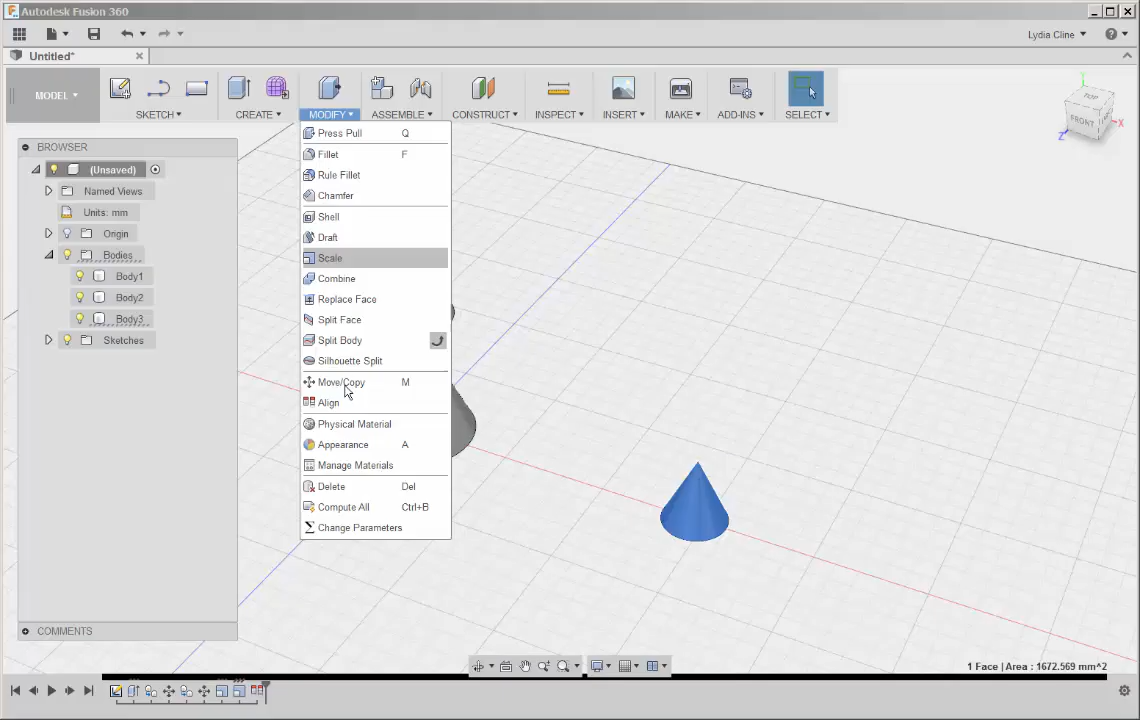 Autodesk Fusion 360
Lydia Cline
Untitled*
MODEL
SKETCH
CREATE
MODIFY
ASSEMBLE
CONSTRUCT
INSPECT
INSERT
MAKE
ADD-INS
SELECT
TOP
FRONT
X
Z
BROWSER
(Unsaved)
Named Views
Units: mm
Origin
Bodies
Body1
Body2
Body3
Sketches
Press Pull Q
Fillet F
Rule Fillet
Chamfer
Shell
Draft
Scale
Combine
Replace Face
Split Face
Split Body
Silhouette Split
Move/Copy M
Align
Physical Material
Appearance A
Manage Materials
Delete Del
Compute All Ctrl+B
Change Parameters
COMMENTS
1 Face | Area : 1672.569 mm^2